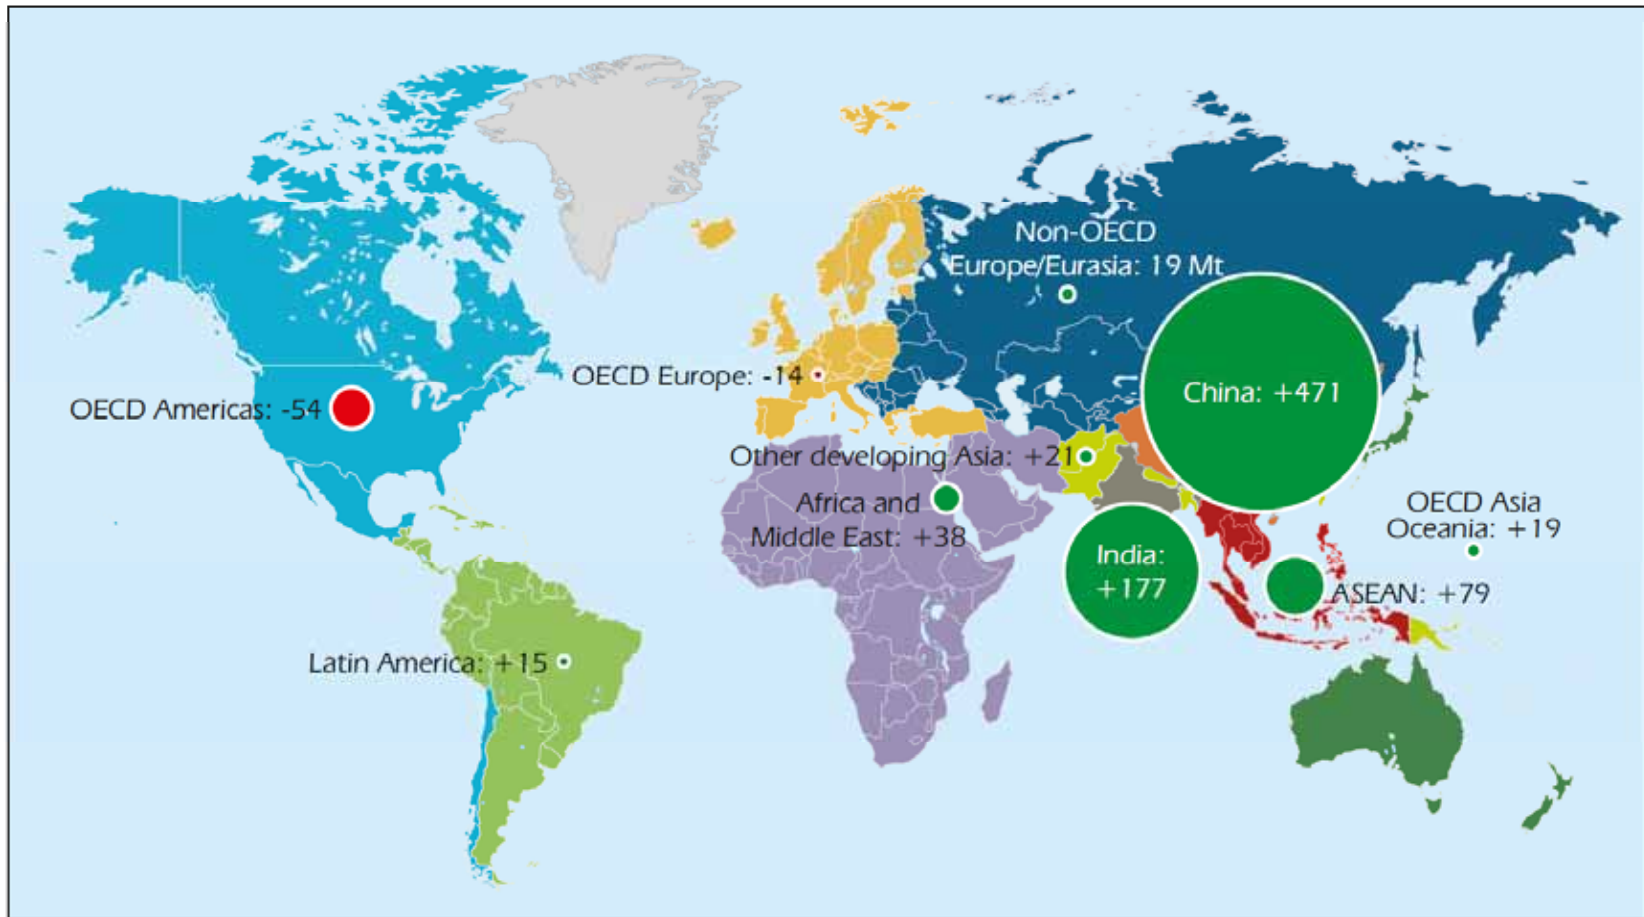 Non-OECD
Europe/Eurasia: 19 Mt
OECD Europe: -14
China: +471
OECD Americas: -54
Other developing Asia: +21
Africa and
Middle East: +38
OECD Asia
Oceania: +19
India:
+177
ASEAN: +79
Latin America: +15